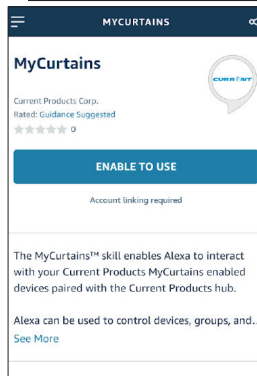 MYCURTAINS
MyCurtains
CURRENT
Current Products Corp.
Rated: Guidance Suggested
0
ENABLE TO USE
Account linking required
The MyCurtains™ skill enables Alexa to interact
with your Current Products MyCurtains enabled
devices paired with the Current Products hub.
Alexa can be used to control devices, groups, and...
See More